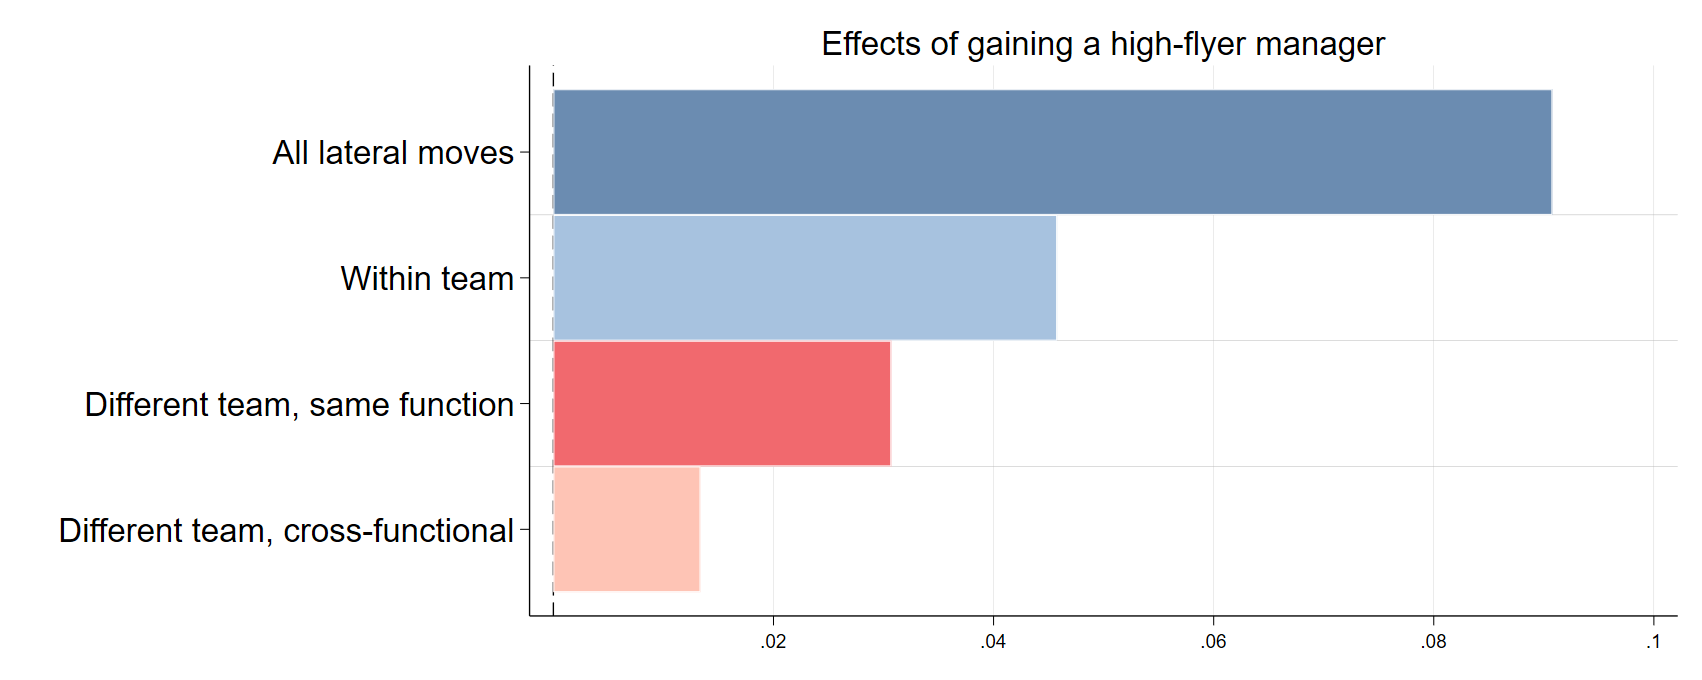 Effects of gaining a high-flyer manager
All lateral moves
Within team
Different team, same function
Different team, cross-functional
.02 .04 .06 .08 .1